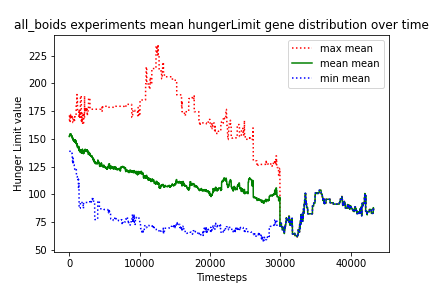 all_boids experiments mean hungerLimit gene distribution over time
max mean
mean mean
min mean
Hunger Limit value
225
200
175
150
125
100
75
50
0
10000
20000
30000
40000
Timesteps